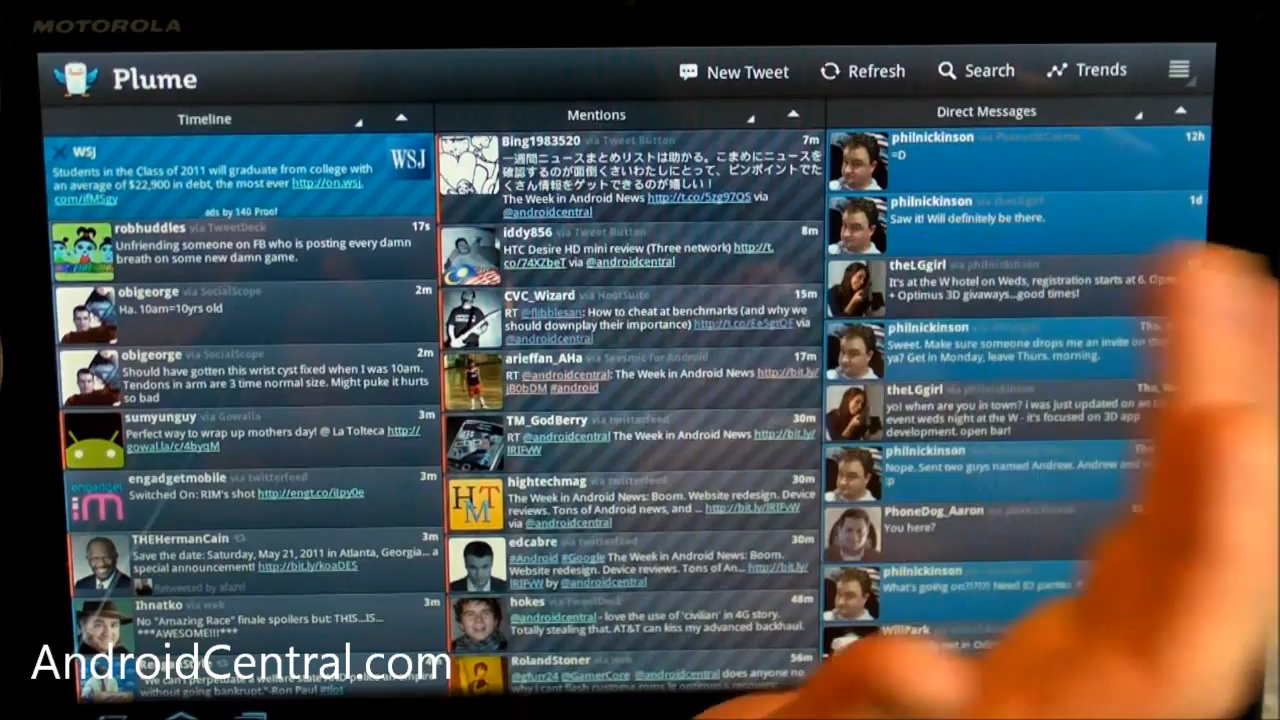 MOTOROLA
Plume
New Tweet
Refresh
Search
Trends
Timeline
WSJ
WSJ
Students in the Class of 2011 will graduate from college with
an average of $22,900 in debt, the most ever http://on.wsj.
com/ifMSgy
ads by 140 Proof
robhuddles via TweetDeck 17s
Unfriending someone on FB who is posting every damn
breath on some new damn game.
obigeorge via SocialScope 2m
Ha. 10am=10yrs old
obigeorge via SocialScope 2m
Should have gotten this wrist cyst fixed when I was 10am.
Tendons in arm are 3 time normal size. Might puke it hurts
so bad
sumyunguy via Gowalla 3m
Perfect way to wrap up mothers day! @ La Tolteca http://
gowal.la/c/4byqM
engadgetmobile via twitterfeed 3m
Switched On: RIM's shot http://engt.co/ilpy0e
THEHermanCain 3m
Save the date: Saturday, May 21, 2011 in Atlanta, Georgia... a
special announcement! http://bit.ly/koaDES
Retweeted by afazel
Ihnatko via web 3m
No "Amazing Race" finale spoilers but: THIS...IS...
***AWESOME!!!***
without going bankrupt."-Ron Paul #tlot
Mentions
Bing1983520 via Tweet Button 7m
一週間ニュースまとめリストは助かる。こまめにニュースを
確認するのが面倒くさいわたしにとって、ピンポイントでた
くさん情報をゲットできるのが嬉しい！
The Week in Android News http://t.co/5zg97QS via
@androidcentral
iddy856 via Tweet Button 8m
HTC Desire HD mini review (Three network) http://t.
co/74XZbeT via @androidcentral
CVC_Wizard via HootSuite 15m
RT @flibblesan: How to cheat at benchmarks (and why we
should downplay their importance) http://t.co/Ee5gtQF via
@androidcentral
arieffan_AHa via Seesmic for Android 17m
RT @androidcentral: The Week in Android News http://bit.ly/
jB0bDM #android
TM_GodBerry via twitterfeed 30m
RT @androidcentral The Week in Android News http://bit.ly/
lRIFvW
hightechmag via twitterfeed 30m
The Week in Android News: Boom. Website redesign. Device
reviews. Tons of Android news, and ... http://bit.ly/lRIFvW
via @androidcentral
HTM
edcabre via twitterfeed 30m
#Android #Google The Week in Android News: Boom.
Website redesign. Device reviews. Tons of An... http://bit.ly/
lRIFvW by @androidcentral
hokes via TweetDeck 48m
@androidcentral - love the use of 'civilian' in 4G story.
Totally stealing that. AT&T can kiss my advanced backhaul.
RolandStoner via web 56m
@gfurr24 @GamerCore @androidcentral does anyone no
Direct Messages
philnickinson 12h
=D
philnickinson via theLGgirl 1d
Saw it! Will definitely be there.
theLGgirl via philnickinson
It's at the W hotel on Weds, registration starts at 6.
+ Optimus 3D givaways...good times!
philnickinson
Sweet. Make sure someone drops me an invite on
ya? Get in Monday, leave Thurs. morning.
theLGgirl via philnickinson
yo! when are you in town? i was just updated on
event weds night at the W - it's focused on 3D app
development. open bar!
philnickinson
Nope. Sent two guys named Andrew. Andrew
:p
PhoneDog_Aaron
You here?
philnickinson
What's going on?!?!?! Need
AndroidCentral.com